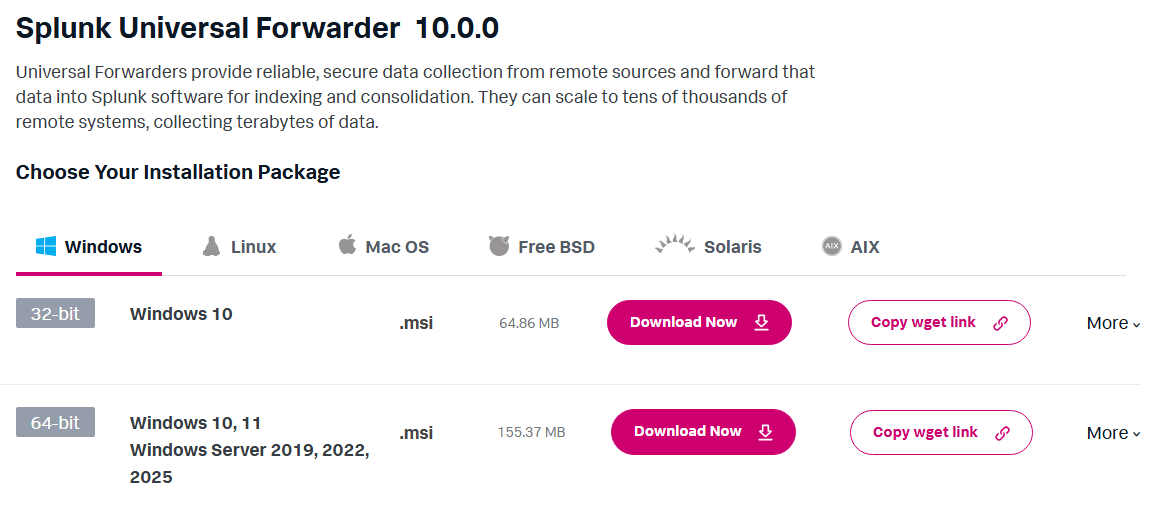 Splunk Universal Forwarder 10.0.0
Universal Forwarders provide reliable, secure data collection from remote sources and forward that
data into Splunk software for indexing and consolidation. They can scale to tens of thousands of
remote systems, collecting terabytes of data.
Choose Your Installation Package
Windows Linux Mac OS Free BSD Solaris AIX AIX
32-bit Windows 10 .msi 64.86 MB Download Now Copy wget link More
64-bit Windows 10, 11 .msi 155.37 MB Download Now Copy wget link More
Windows Server 2019, 2022,
2025